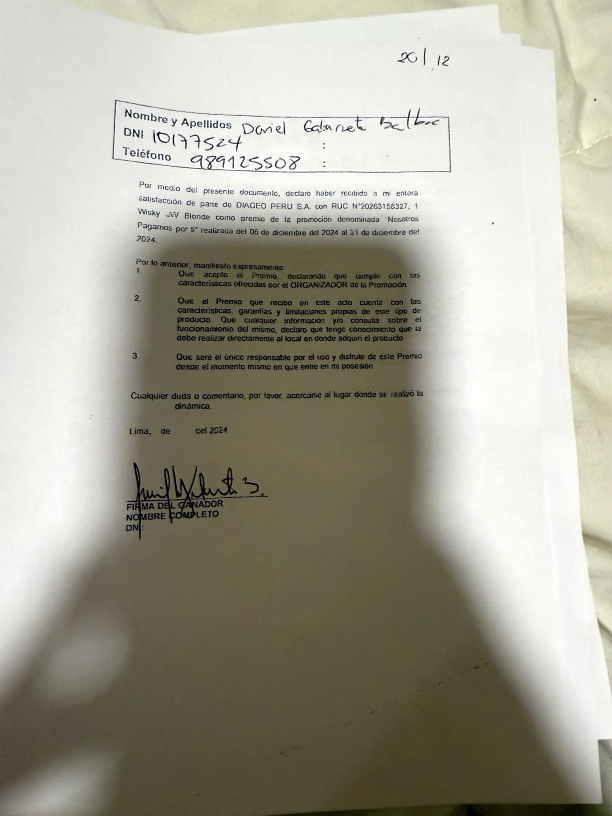 20/12
Nombre y Apellidos Daniel
DNI 10177524 :
Teléfono 989125508 :
Por medio del presente documento, declaro haber recibido a mi entera
satisfacción de parte de DIAGEO PERU S.A. con RUC N°20263158327, 1
Wisky JW Blonde como premio de la promoción denominada "Nosotros
Pagamos por ti" realizada del 06 de diciembre del 2024 al 31 de diciembre del
2024.
Por lo anterior, manifiesto expresamente:
1. Que acepto el Premio, declarando que cumple con las
características ofrecidas por el ORGANIZADOR de la Promoción
2. Que el Premio que recibo en este acto cuenta con las
características, garantías y limitaciones propias de este tipo de
producto. Que cualquier información y/o consulta sobre el
funcionamiento del mismo, declaro que tengo conocimiento que la
debo realizar directamente al local en donde adquirí el producto
3. Que seré el único responsable por el uso y disfrute de este Premio
desde el momento mismo en que entre en mi posesión
Cualquier duda o comentario, por favor, acercarse al lugar donde se realizó la
dinámica.
Lima, de del 2024
FIRMA DEL GANADOR
NOMBRE COMPLETO
DNI: